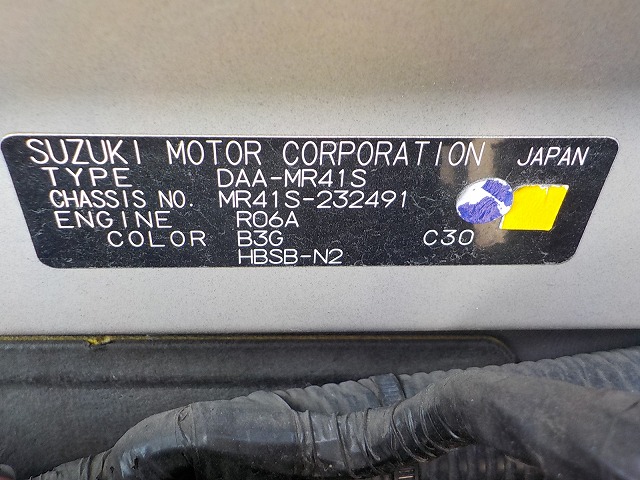 SUZUKI MOTOR CORPORATION JAPAN
TYPE DAA-MR41S
CHASSIS NO. MR41S-232491
ENGINE R06A
COLOR B3G C30
HBSB-N2